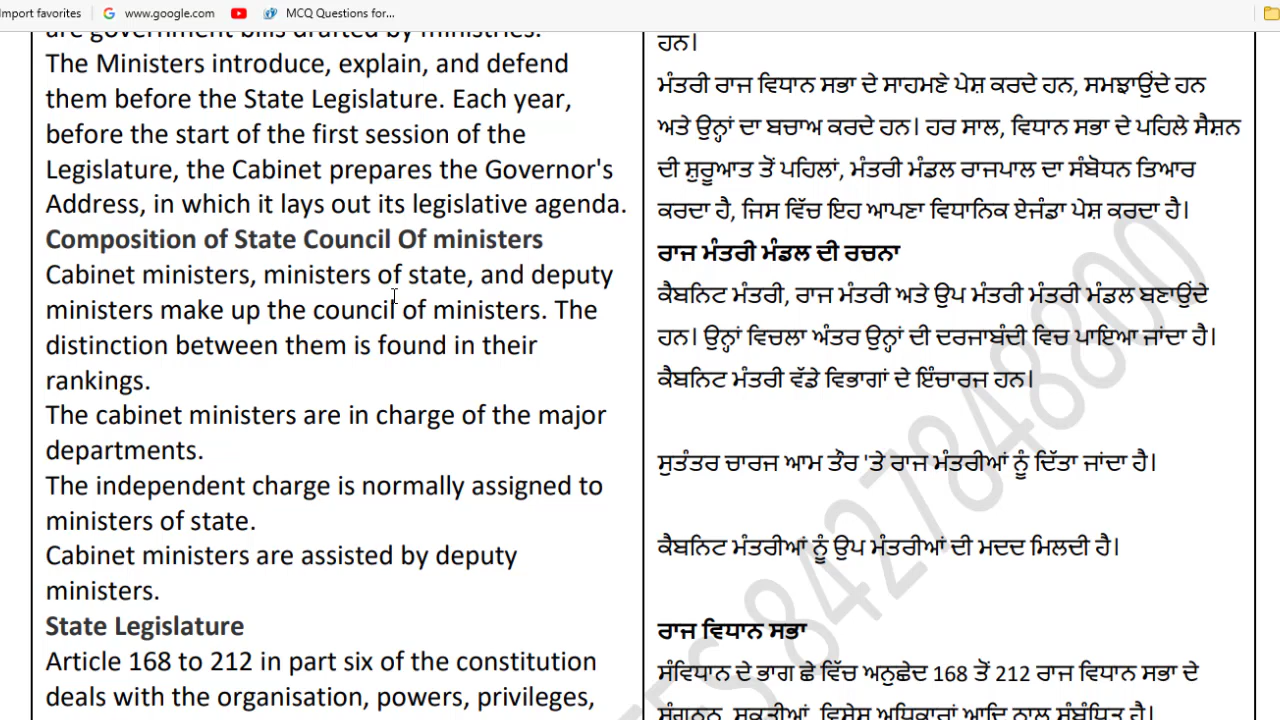 mport favorites
www.google.com
MCQ Questions for...
are government bills drafted by ministries.
The Ministers introduce, explain, and defend
them before the State Legislature. Each year,
before the start of the first session of the
Legislature, the Cabinet prepares the Governor's
Address, in which it lays out its legislative agenda.
Composition of State Council Of ministers
Cabinet ministers, ministers of state, and deputy
ministers make up the council of ministers. The
distinction between them is found in their
rankings.
The cabinet ministers are in charge of the major
departments.
The independent charge is normally assigned to
ministers of state.
Cabinet ministers are assisted by deputy
ministers.
State Legislature
Article 168 to 212 in part six of the constitution
deals with the organisation, powers, privileges,
ਹਨ।
ਮੰਤਰੀ ਰਾਜ ਵਿਧਾਨ ਸਭਾ ਦੇ ਸਾਹਮਣੇ ਪੇਸ਼ ਕਰਦੇ ਹਨ, ਸਮਝਾਉਂਦੇ ਹਨ
ਅਤੇ ਉਨ੍ਹਾਂ ਦਾ ਬਚਾਅ ਕਰਦੇ ਹਨ। ਹਰ ਸਾਲ, ਵਿਧਾਨ ਸਭਾ ਦੇ ਪਹਿਲੇ ਸੈਸ਼ਨ
ਦੀ ਸ਼ੁਰੂਆਤ ਤੋਂ ਪਹਿਲਾਂ, ਮੰਤਰੀ ਮੰਡਲ ਰਾਜਪਾਲ ਦਾ ਸੰਬੋਧਨ ਤਿਆਰ
ਕਰਦਾ ਹੈ, ਜਿਸ ਵਿੱਚ ਇਹ ਆਪਣਾ ਵਿਧਾਨਿਕ ਏਜੰਡਾ ਪੇਸ਼ ਕਰਦਾ ਹੈ।
ਰਾਜ ਮੰਤਰੀ ਮੰਡਲ ਦੀ ਰਚਨਾ
ਕੈਬਨਿਟ ਮੰਤਰੀ, ਰਾਜ ਮੰਤਰੀ ਅਤੇ ਉਪ ਮੰਤਰੀ ਮੰਤਰੀ ਮੰਡਲ ਬਣਾਉਂਦੇ
ਹਨ। ਉਨ੍ਹਾਂ ਵਿਚਲਾ ਅੰਤਰ ਉਨ੍ਹਾਂ ਦੀ ਦਰਜਾਬੰਦੀ ਵਿਚ ਪਾਇਆ ਜਾਂਦਾ ਹੈ।
ਕੈਬਨਿਟ ਮੰਤਰੀ ਵੱਡੇ ਵਿਭਾਗਾਂ ਦੇ ਇੰਚਾਰਜ ਹਨ।
ਸੁਤੰਤਰ ਚਾਰਜ ਆਮ ਤੌਰ 'ਤੇ ਰਾਜ ਮੰਤਰੀਆਂ ਨੂੰ ਦਿੱਤਾ ਜਾਂਦਾ ਹੈ।
ਕੈਬਨਿਟ ਮੰਤਰੀਆਂ ਨੂੰ ਉਪ ਮੰਤਰੀਆਂ ਦੀ ਮਦਦ ਮਿਲਦੀ ਹੈ।
ਰਾਜ ਵਿਧਾਨ ਸਭਾ
ਸੰਵਿਧਾਨ ਦੇ ਭਾਗ ਛੇ ਵਿੱਚ ਅਨੁਛੇਦ 168 ਤੋਂ 212 ਰਾਜ ਵਿਧਾਨ ਸਭਾ ਦੇ
ਸੰਗਠਨ, ਸ਼ਕਤੀਆਂ, ਵਿਸ਼ੇਸ਼ ਅਧਿਕਾਰਾਂ ਆਦਿ ਨਾਲ ਸੰਬੰਧਿਤ ਹੈ।
8427848800